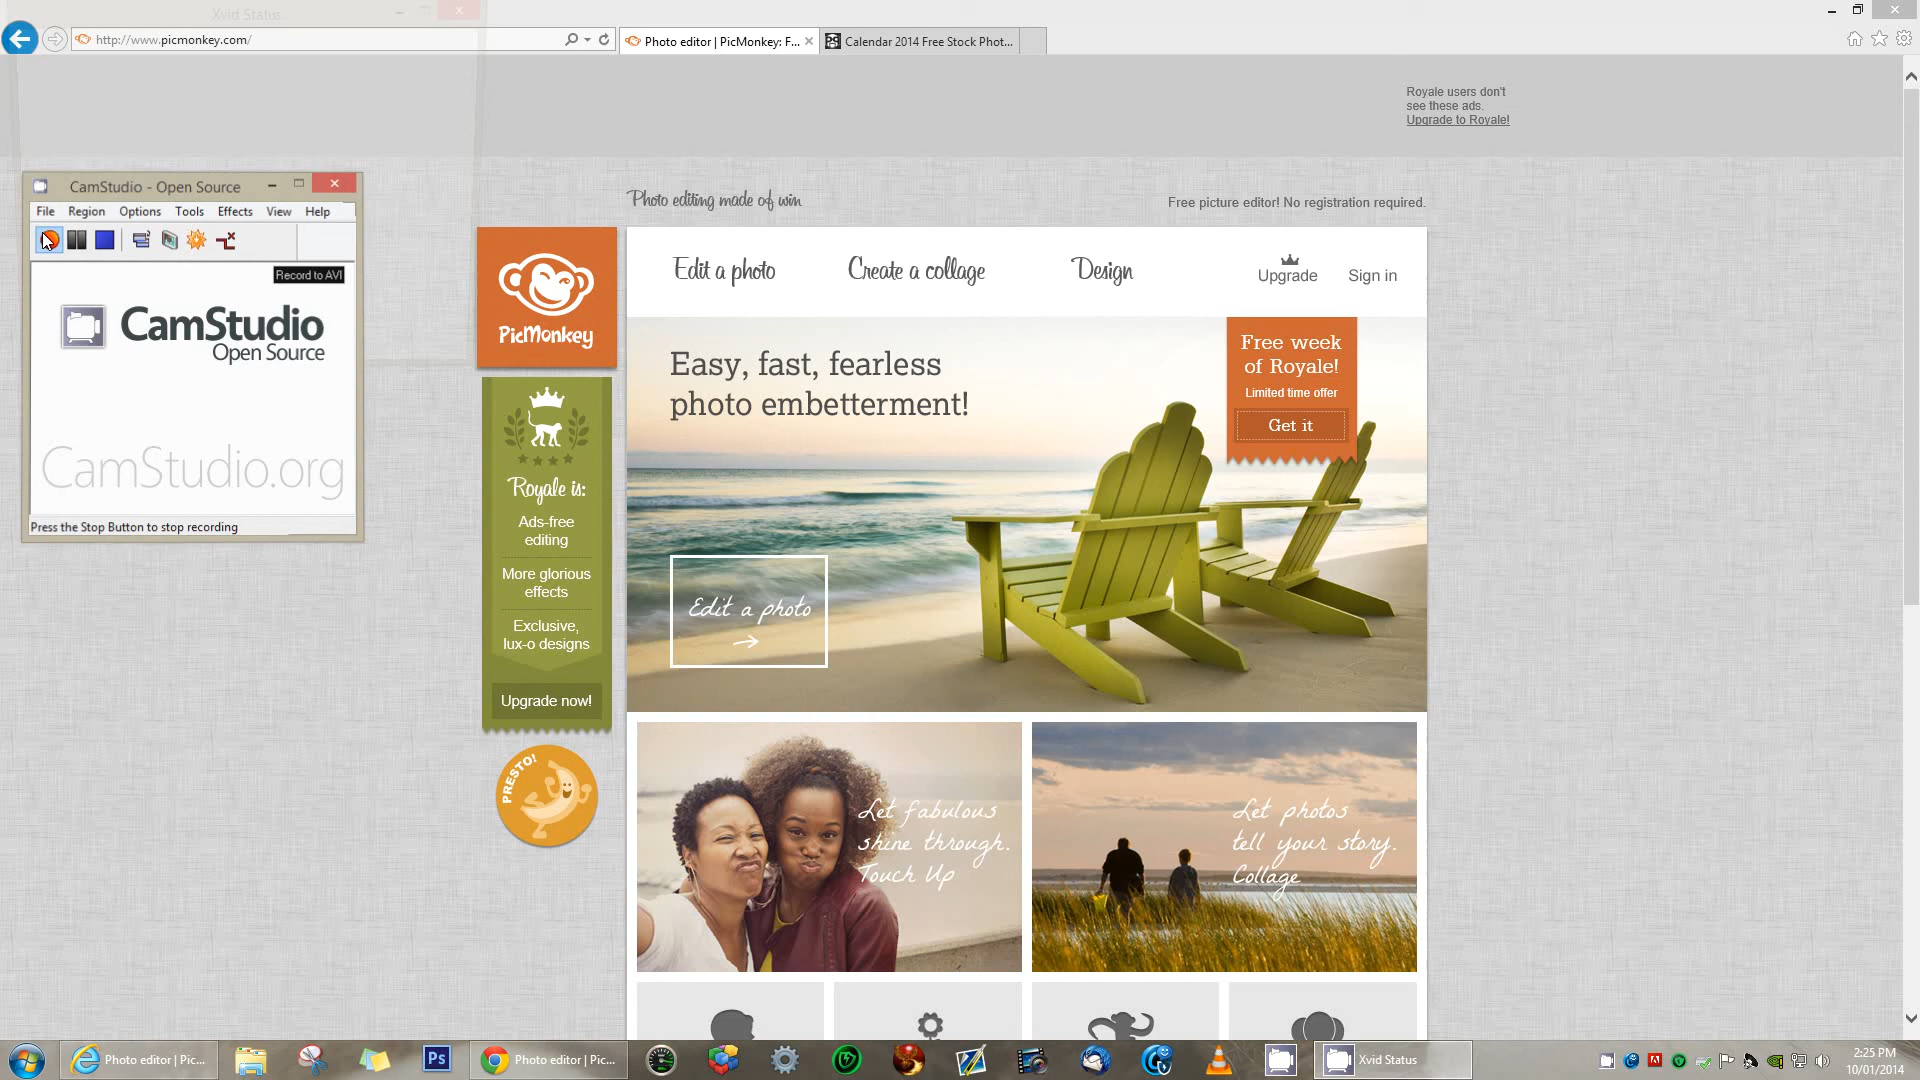 Xvid Status
http://www.picmonkey.com/
Photo editor | PicMonkey: F...
Calendar 2014 Free Stock Phot...
Royale users don't
see these ads.
Upgrade to Royale!
CamStudio - Open Source
File Region Options Tools Effects View Help
Record to AVI
CamStudio
Open Source
CamStudio.org
Press the Stop Button to stop recording
Photo editing made of win
Free picture editor! No registration required.
PicMonkey
Edit a photo
Create a collage
Design
Upgrade
Sign in
Easy, fast, fearless
photo embetterment!
Free week
of Royale!
Limited time offer
Get it
Edit a photo
Royale is:
Ads-free
editing
More glorious
effects
Exclusive,
lux-o designs
Upgrade now!
PRESTO!
Let fabulous
shine through.
Touch Up
Let photos
tell your story.
Collage
Photo editor | Pic...
Ps
Photo editor | Pic...
Xvid Status
2:25 PM
10/01/2014